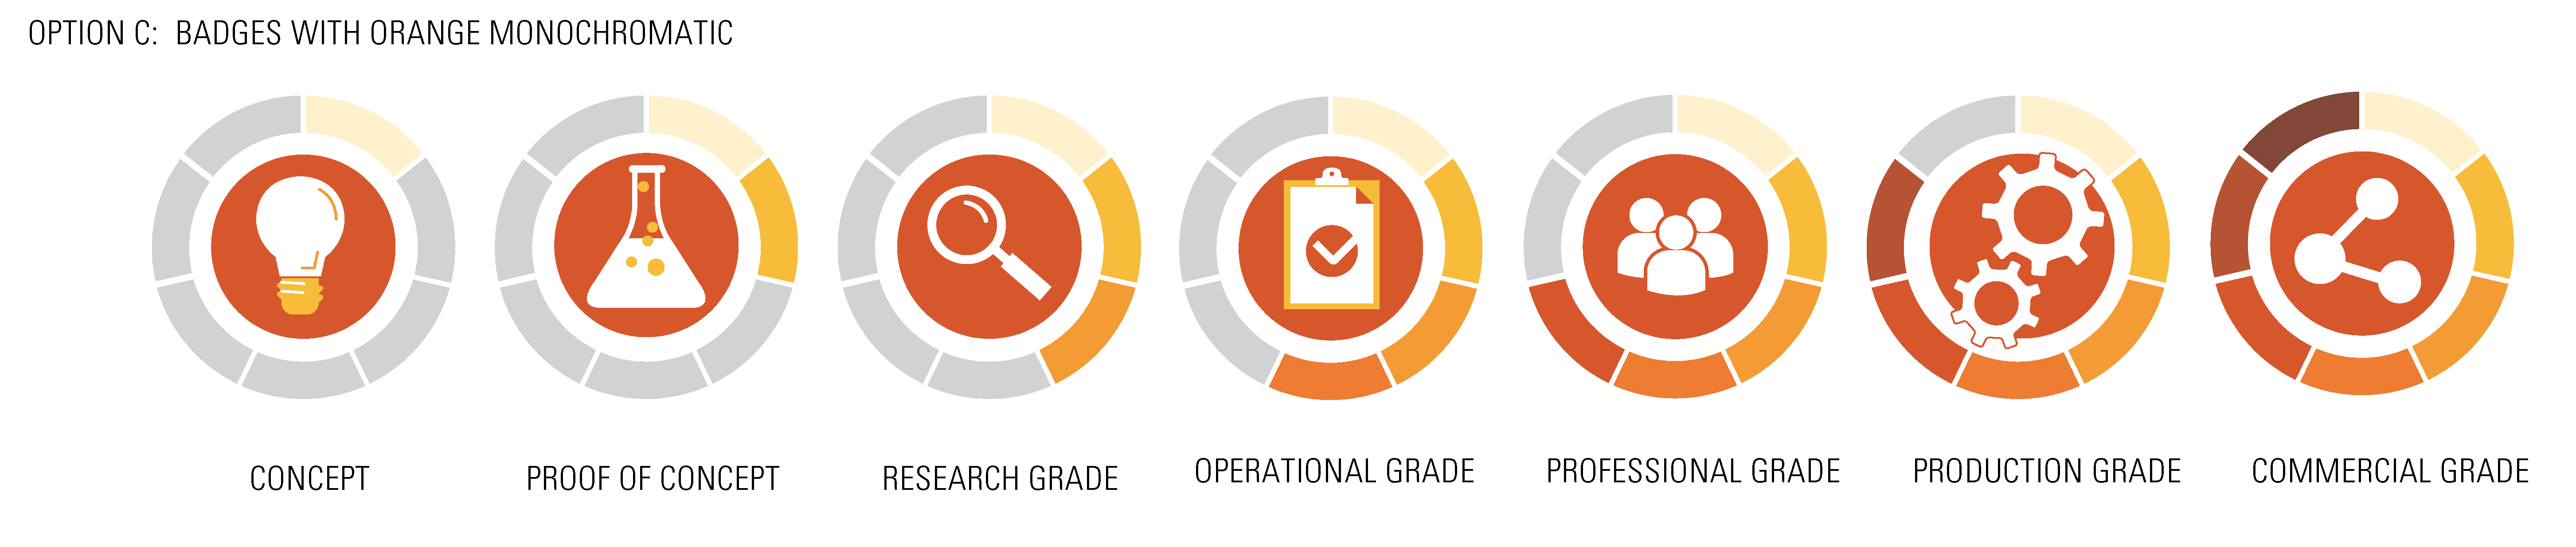 OPTION C: BADGES WITH ORANGE MONOCHROMATIC
CONCEPT
PROOF OF CONCEPT
RESEARCH GRADE
OPERATIONAL GRADE
PROFESSIONAL GRADE
PRODUCTION GRADE
COMMERCIAL GRADE